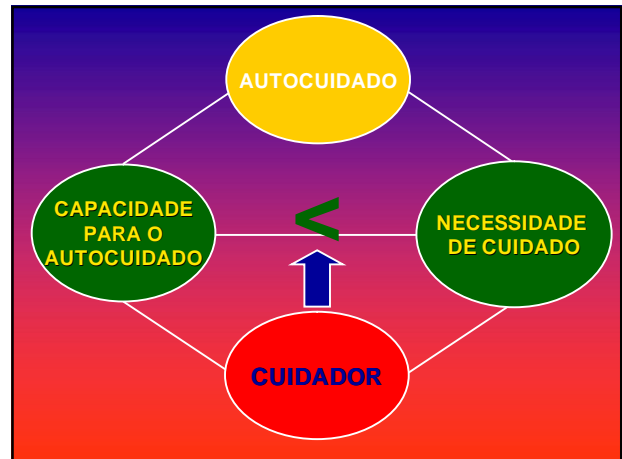 AUTOCUIDADO
CAPACIDADE
PARA O
AUTOCUIDADO
<
NECESSIDADE
DE CUIDADO
CUIDADOR